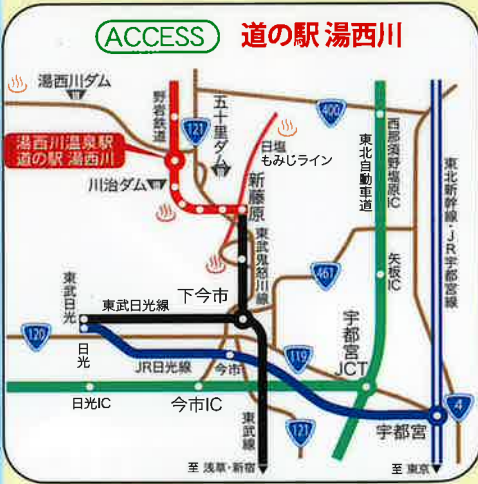 ACCESS 道の駅 湯西川
湯西川ダム
野岩鉄道
121
五十里ダム
日塩
もみじライン
400
西那須野塩原IC
東北自動車道
湯西川温泉駅
道の駅 湯西川
川治ダム
新藤原
東武鬼怒川線
東北新幹線・JR宇都宮線
矢板IC
461
下今市
東武日光
東武日光線
120
日光
JR日光線
今市
119
宇都宮
JCT
日光IC
今市IC
東武線
121
宇都宮
4
至 浅草・新宿
至 東京